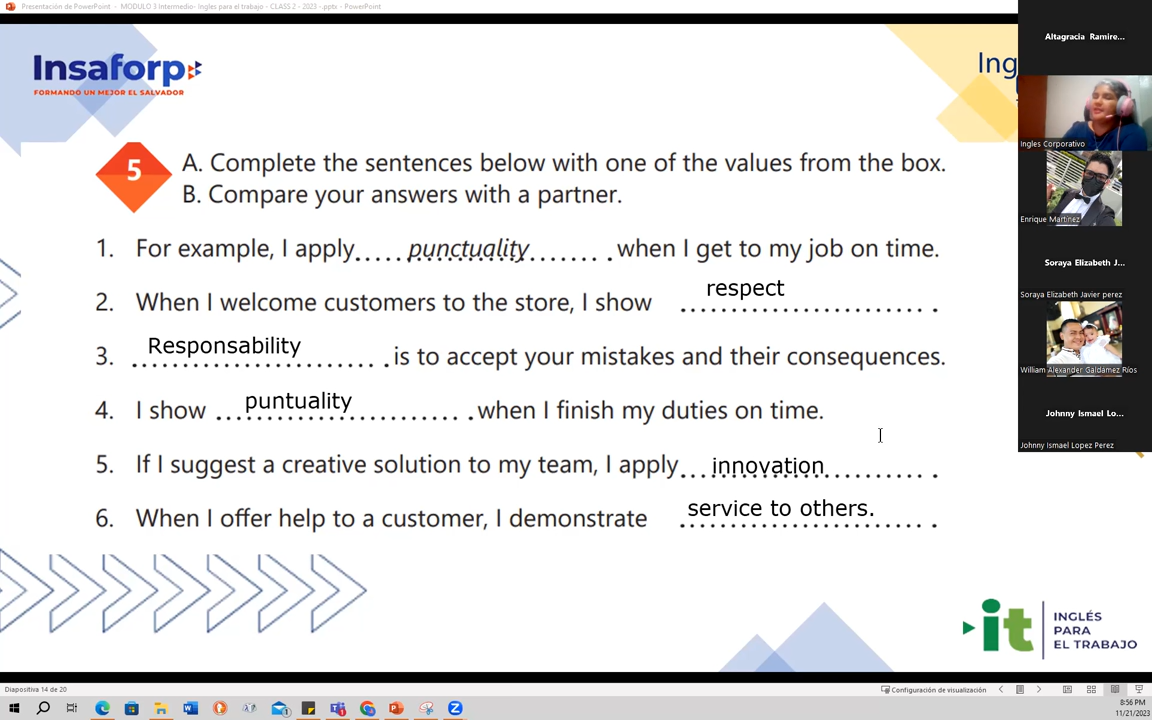 Presentación de PowerPoint - MODULO 3 Intermedio- Ingles para el trabajo - CLASS 2 - 2023 -.pptx - PowerPoint
Insaforp
FORMANDO UN MEJOR EL SALVADOR
Ing
5
A. Complete the sentences below with one of the values from the box.
B. Compare your answers with a partner.
1. For example, I apply punctuality when I get to my job on time.
2. When I welcome customers to the store, I show respect
3. Responsability is to accept your mistakes and their consequences.
4. I show puntuality when I finish my duties on time.
5. If I suggest a creative solution to my team, I apply innovation
6. When I offer help to a customer, I demonstrate service to others.
it
INGLÉS
PARA
EL TRABAJO
Altagracia Ramire...
Ingles Corporativo
Enrique Martinez
Soraya Elizabeth J...
Soraya Elizabeth Javier perez
William Alexander Galdamez Rios
Johnny Ismael Lo...
Johnny Ismael Lopez Perez
Diapositiva 14 de 20
Configuración de visualización
8:56 PM
11/21/2023